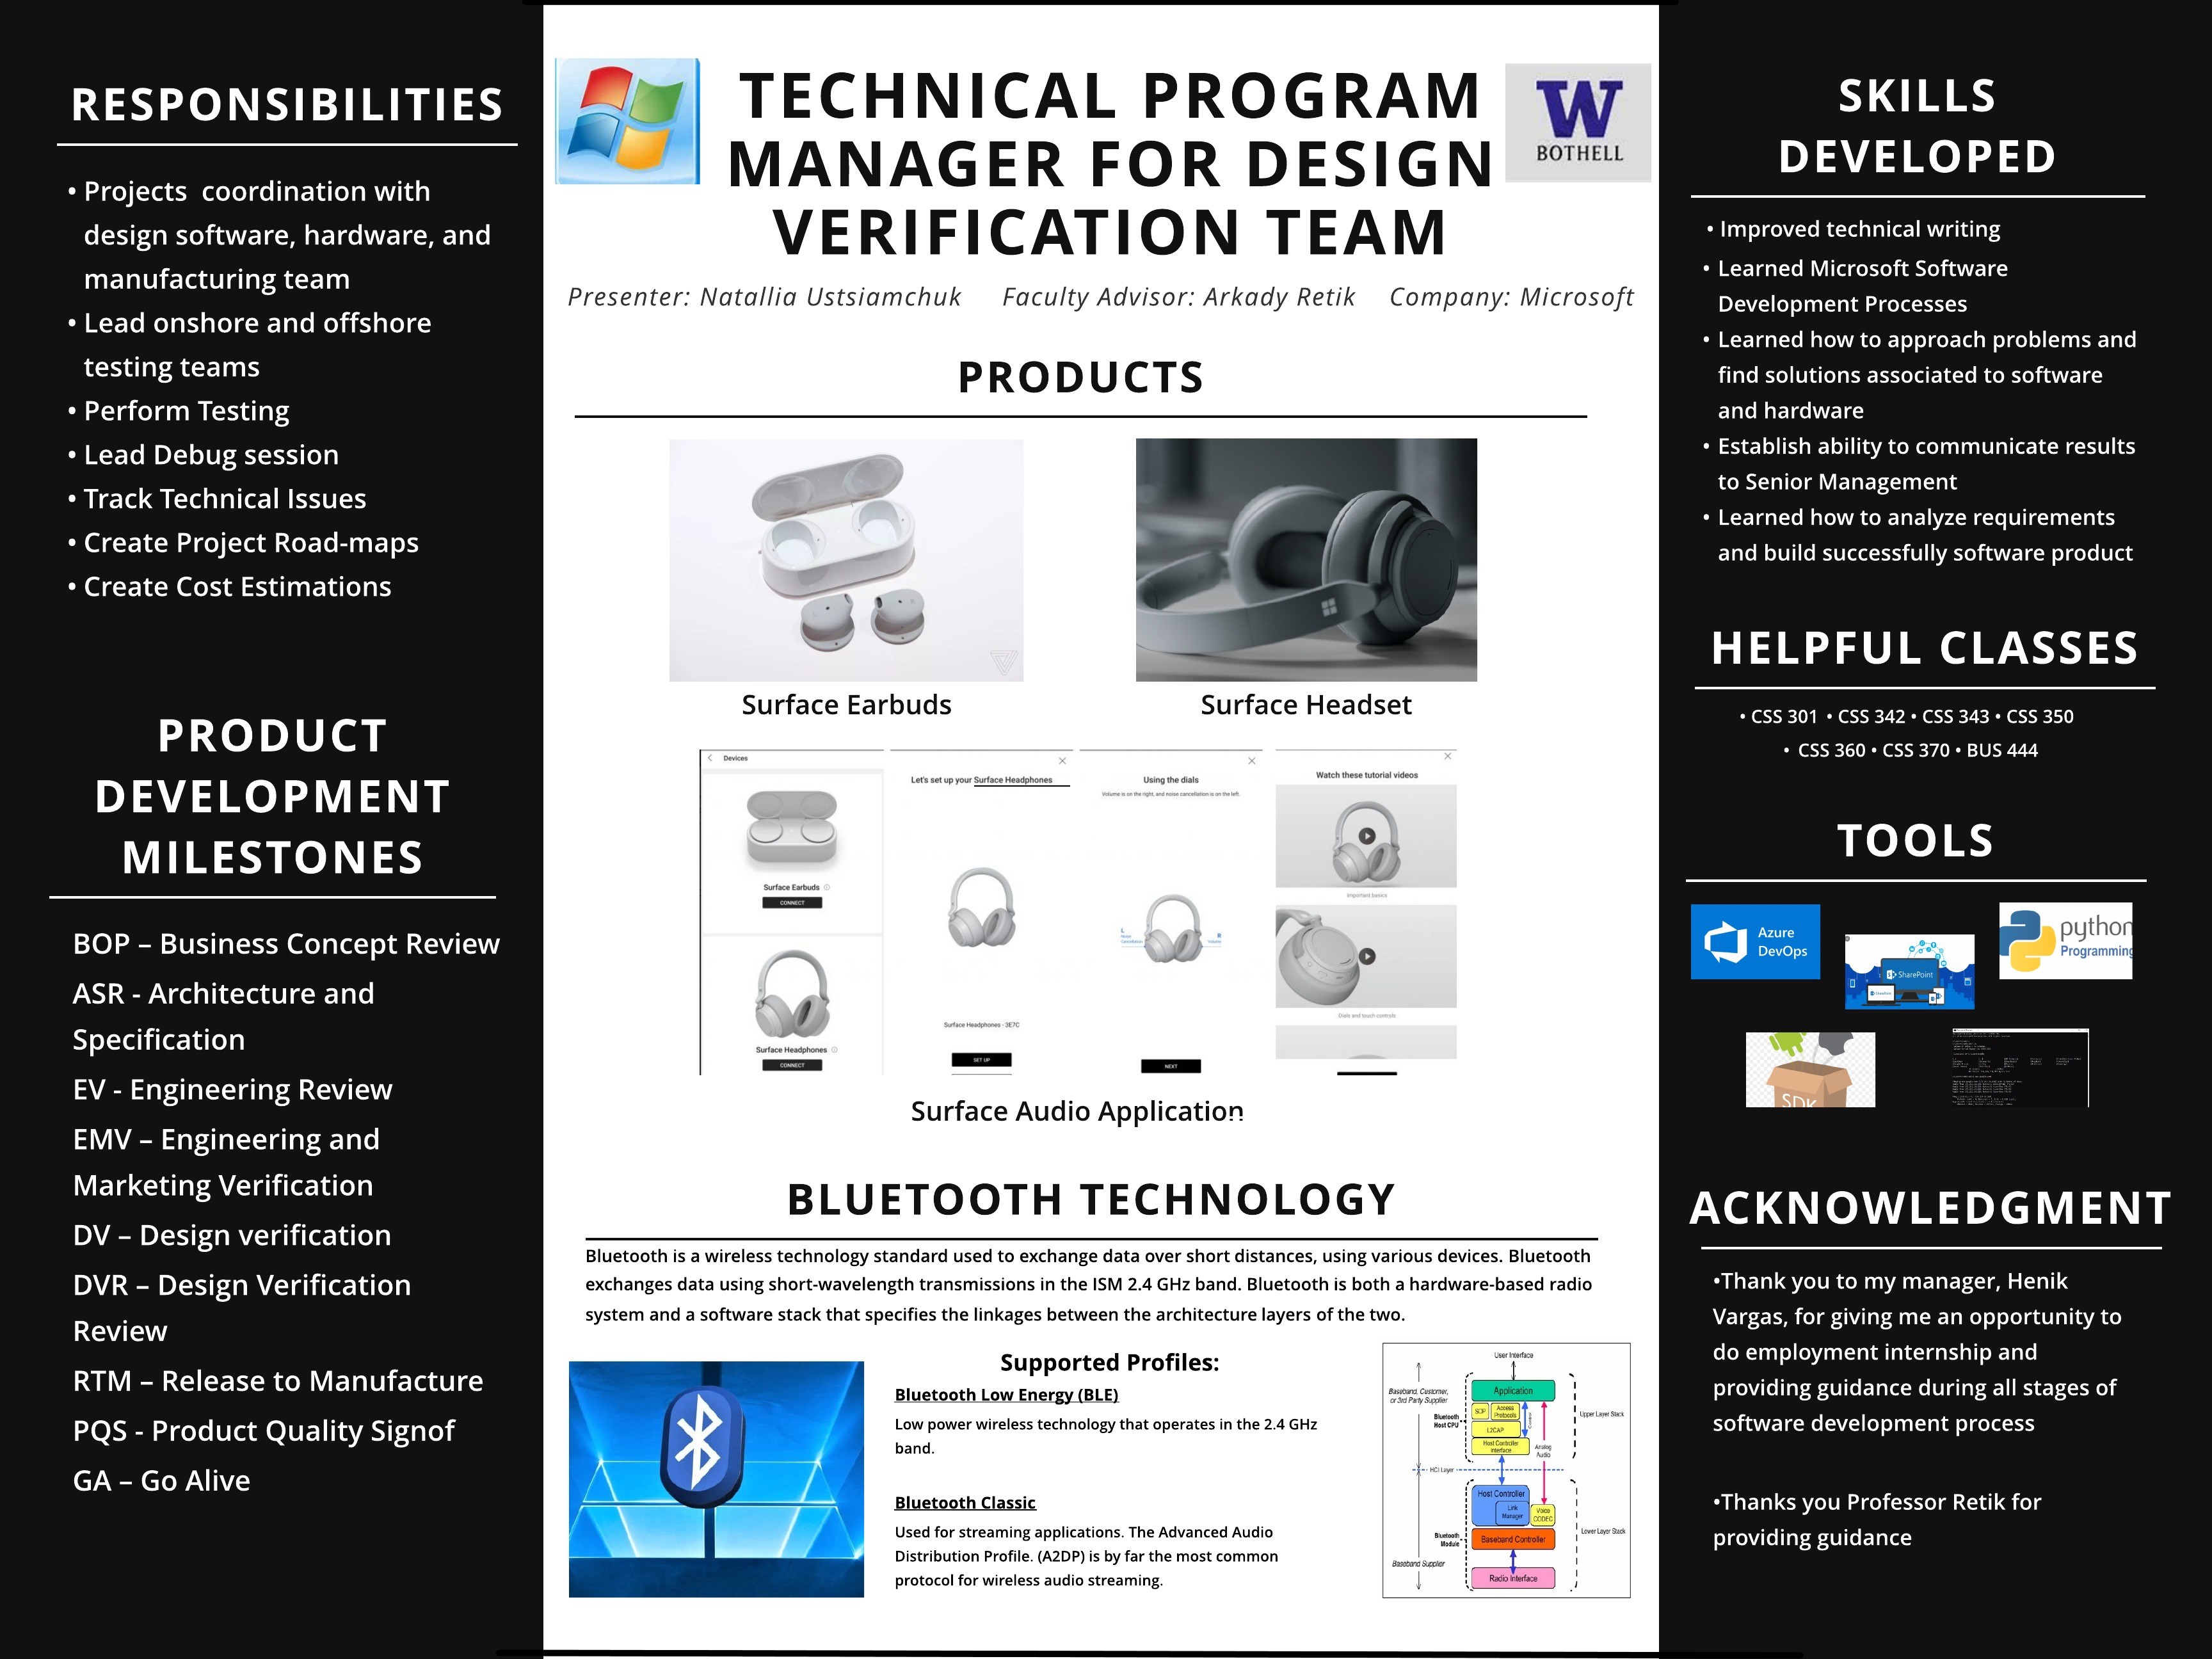 RESPONSIBILITIES
• Projects  coordination with
design software, hardware, and
manufacturing team
• Lead onshore and offshore
testing teams
• Perform Testing
• Lead Debug session
• Track Technical Issues
• Create Project Road-maps
• Create Cost Estimations
PRODUCT
DEVELOPMENT
MILESTONES
BOP – Business Concept Review
ASR - Architecture and
Specification
EV - Engineering Review
EMV – Engineering and
Marketing Verification
DV – Design verification
DVR – Design Verification
Review
RTM – Release to Manufacture
PQS - Product Quality Signof
GA – Go Alive
TECHNICAL PROGRAM
MANAGER FOR DESIGN
VERIFICATION TEAM
W
BOTHELL
Presenter: Natallia Ustsiamchuk Faculty Advisor: Arkady Retik Company: Microsoft
PRODUCTS
Surface Earbuds
Surface Headset
Devices
Surface Earbuds
CONNECT
Surface Headphones
CONNECT
Let's set up your Surface Headphones
Surface Headphones - 3E7C
SET UP
Using the dials
Volume is on the right, and noise cancellation is on the left.
L
Noise
Cancellation
R
Volume
NEXT
Watch these tutorial videos
Important basics
Dials and touch controls
Surface Audio Application
BLUETOOTH TECHNOLOGY
Bluetooth is a wireless technology standard used to exchange data over short distances, using various devices. Bluetooth
exchanges data using short-wavelength transmissions in the ISM 2.4 GHz band. Bluetooth is both a hardware-based radio
system and a software stack that specifies the linkages between the architecture layers of the two.
Supported Profiles:
Bluetooth Low Energy (BLE)
Low power wireless technology that operates in the 2.4 GHz
band.
Bluetooth Classic
Used for streaming applications. The Advanced Audio
Distribution Profile. (A2DP) is by far the most common
protocol for wireless audio streaming.
User Interface
Baseband, Customer,
or 3rd Party Supplier
Application
SDP
Access
Protocols
Control
Bluetooth
Host CPU
L2CAP
Host Controller
Interface
Analog
Audio
Upper Layer Stack
HCI Layer
Host Controller
Link
Manager
Voice
CODEC
Bluetooth
Module
Baseband Controller
Lower Layer Stack
Baseband Supplier
Radio Interface
SKILLS
DEVELOPED
• Improved technical writing
• Learned Microsoft Software
Development Processes
• Learned how to approach problems and
find solutions associated to software
and hardware
• Establish ability to communicate results
to Senior Management
• Learned how to analyze requirements
and build successfully software product
HELPFUL CLASSES
• CSS 301 • CSS 342 • CSS 343 • CSS 350
• CSS 360 • CSS 370 • BUS 444
TOOLS
Azure
DevOps
SharePoint
python
Programming
SDK
ACKNOWLEDGMENT
•Thank you to my manager, Henik
Vargas, for giving me an opportunity to
do employment internship and
providing guidance during all stages of
software development process
•Thanks you Professor Retik for
providing guidance